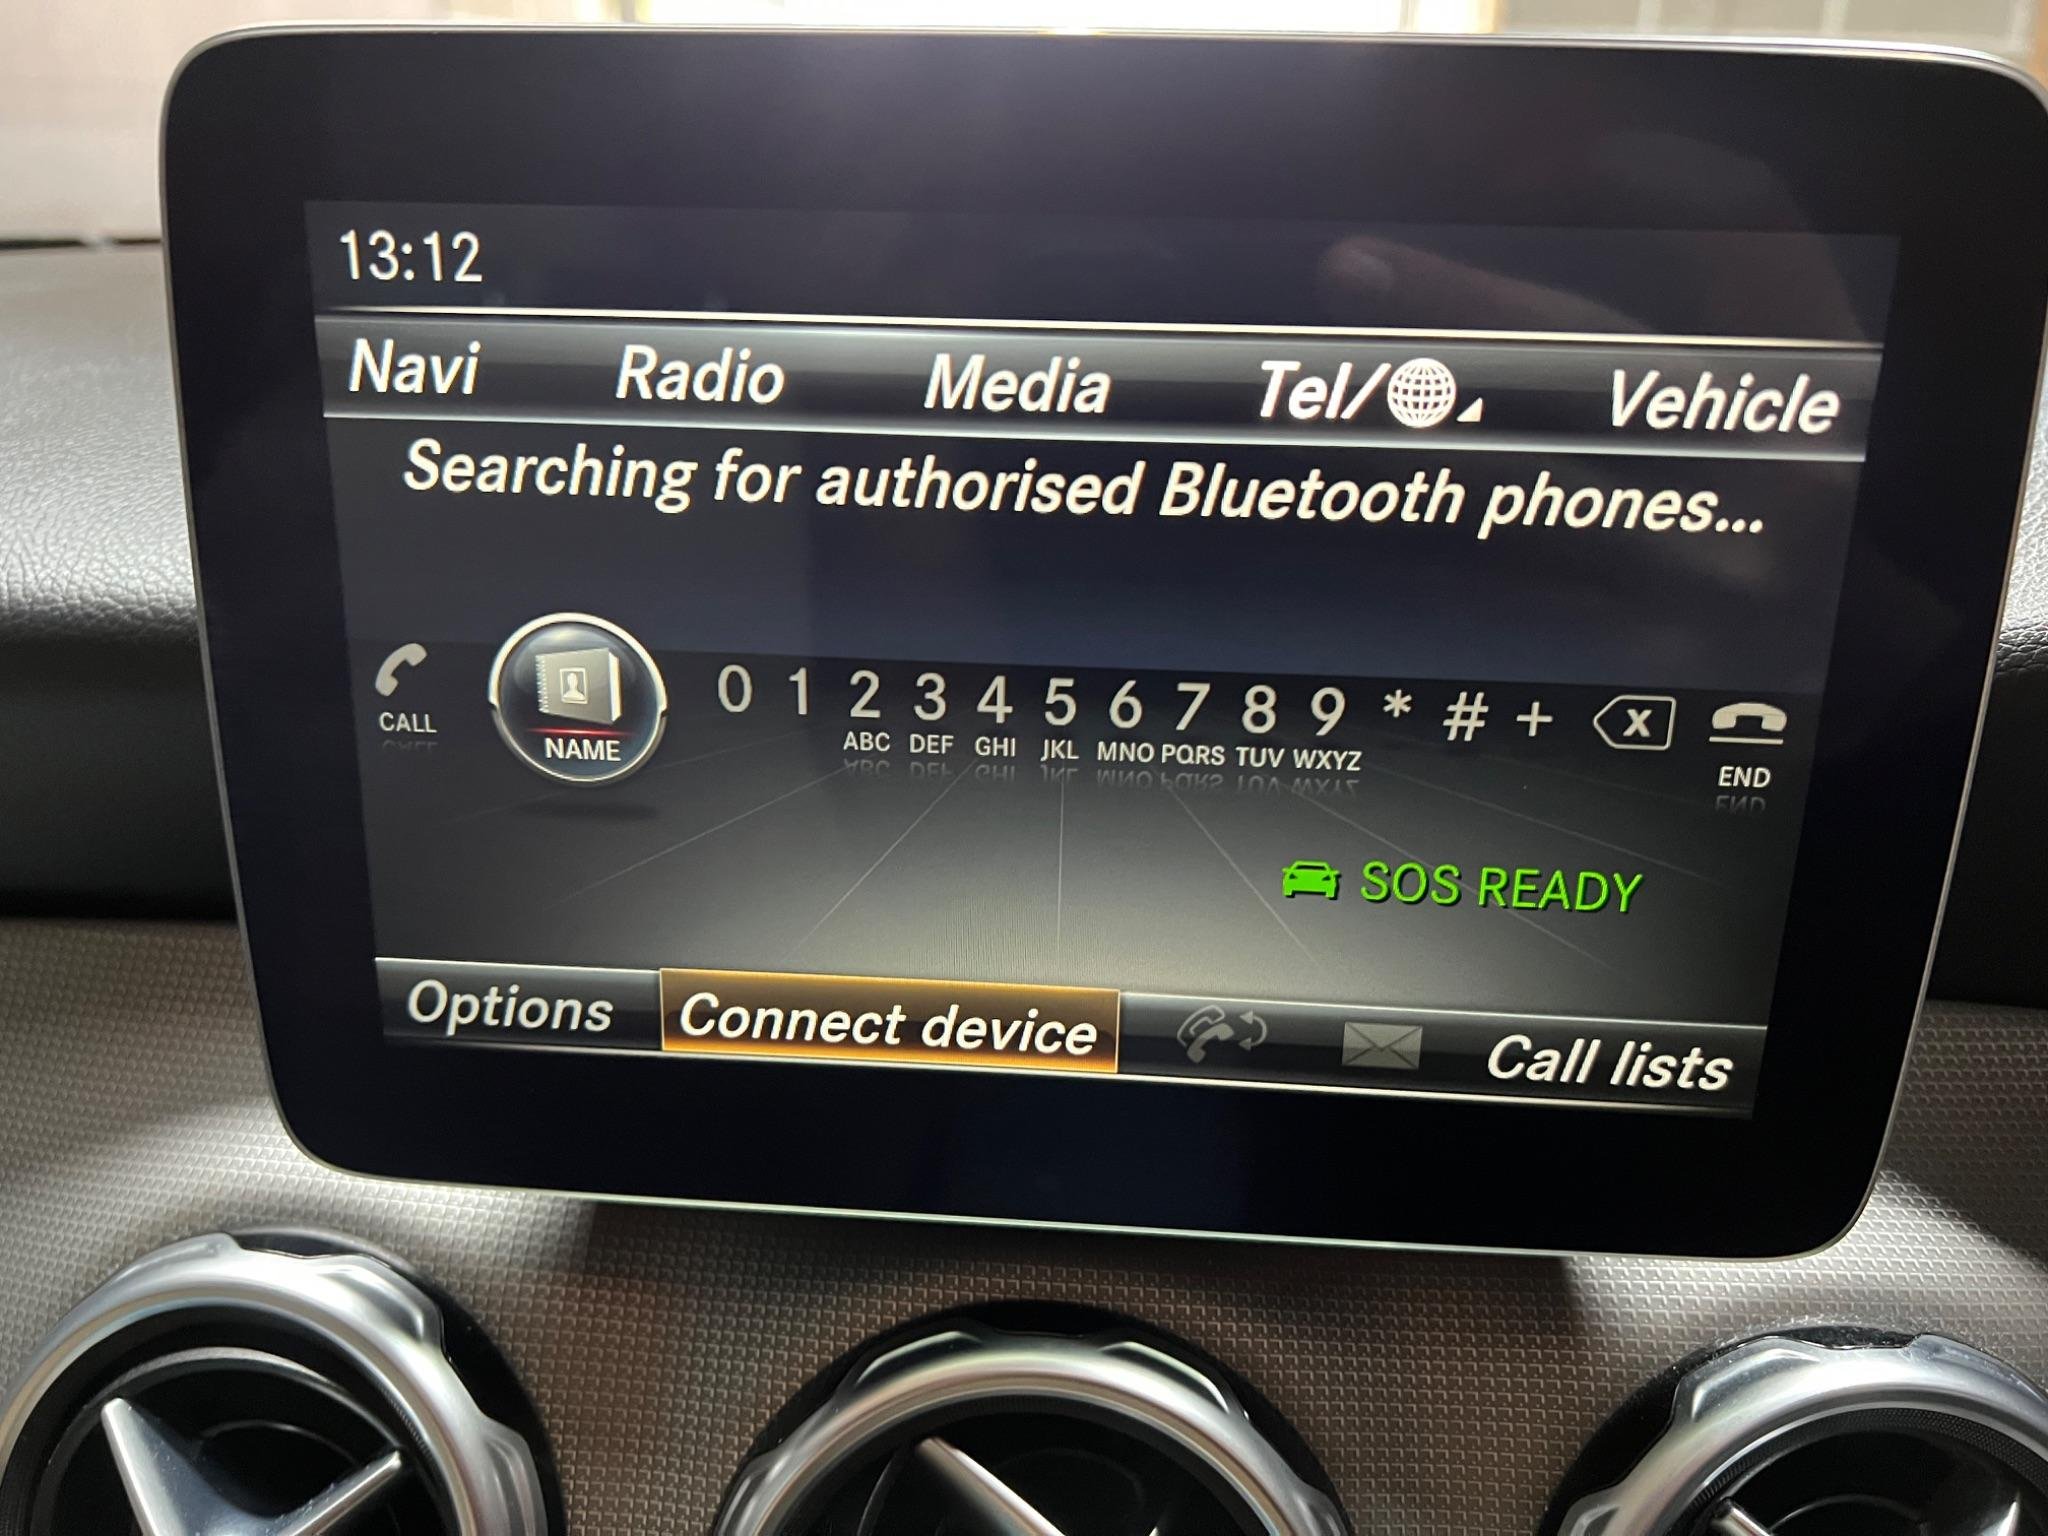 13:12
Navi Radio Media Tel/ Vehicle
Searching for authorised Bluetooth phones...
0 1 2 3 4 5 6 7 8 9 * # + X
CALL NAME ABC DEF GHI JKL MNO PQRS TUV WXYZ END
SOS READY
Options Connect device Call lists